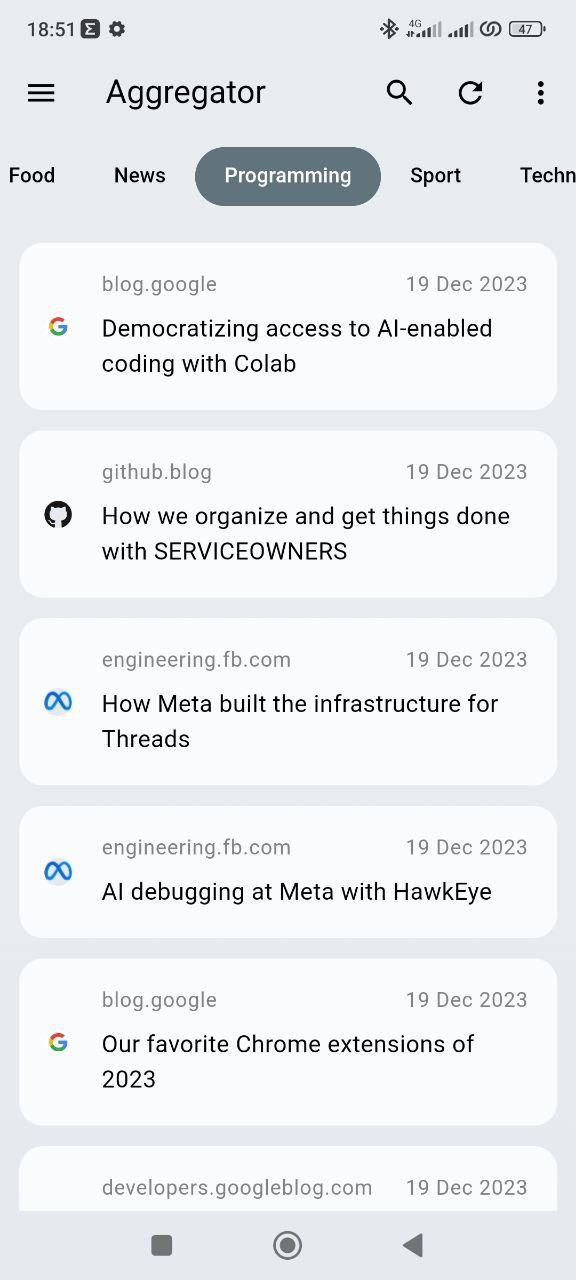 18:51 Σ 4G 47
Aggregator
Food News Programming Sport Techn
blog.google 19 Dec 2023
Democratizing access to AI-enabled
coding with Colab
github.blog 19 Dec 2023
How we organize and get things done
with SERVICEOWNERS
engineering.fb.com 19 Dec 2023
How Meta built the infrastructure for
Threads
engineering.fb.com 19 Dec 2023
AI debugging at Meta with HawkEye
blog.google 19 Dec 2023
Our favorite Chrome extensions of
2023
developers.googleblog.com 19 Dec 2023